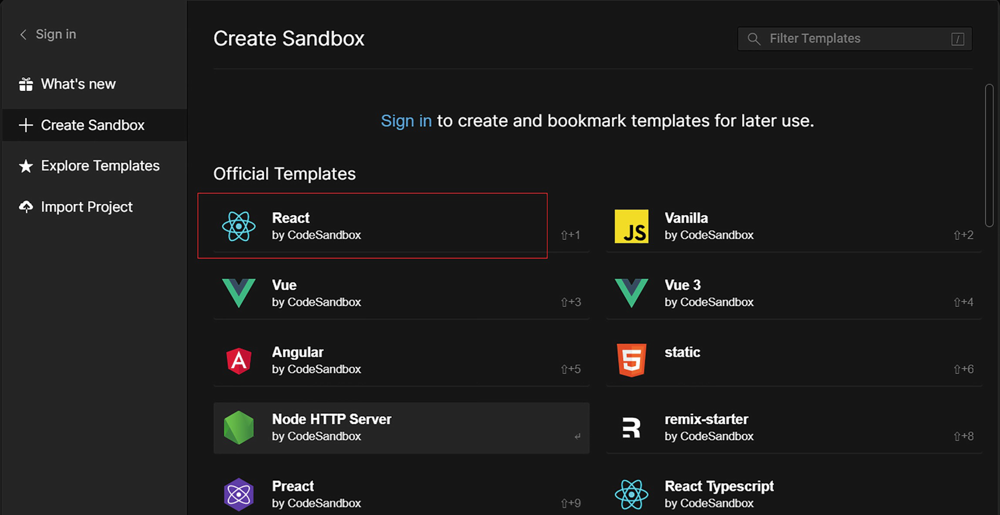 Sign in
What's new
Create Sandbox
Explore Templates
Import Project
Create Sandbox
Filter Templates /
Sign in to create and bookmark templates for later use.
Official Templates
React
by CodeSandbox
⇧+1
JS
Vanilla
by CodeSandbox
⇧+2
Vue
by CodeSandbox
⇧+3
Vue 3
by CodeSandbox
⇧+4
A
Angular
by CodeSandbox
⇧+5
5
static
⇧+6
Node HTTP Server
by CodeSandbox
↵
R
remix-starter
by CodeSandbox
⇧+8
Preact
by CodeSandbox
⇧+9
React Typescript
by CodeSandbox